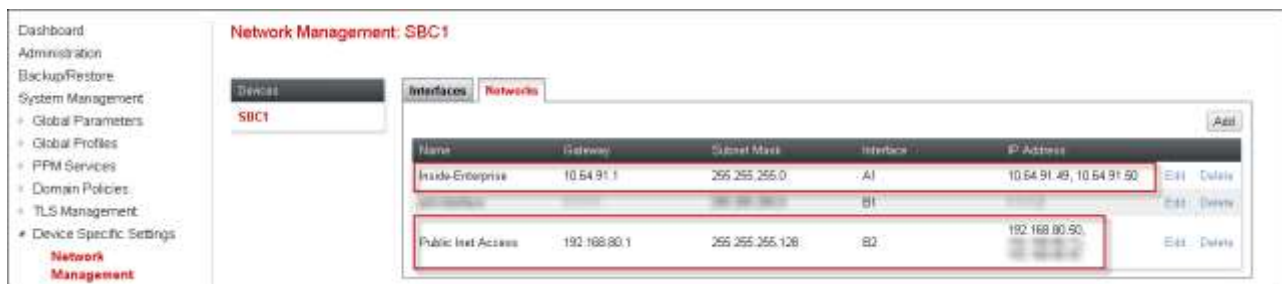 Dashboard
Administration
Backup/Restore
System Management
Global Parameters
Global Profiles
PPM Services
Domain Policies
TLS Management
Device Specific Settings
Network
Management
Network Management: SBC1
Devices
SBC1
Interfaces Networks
Add
Name Gateway Subnet Mask Interface IP Address
Inside-Enterprise 10.64.91.1 255.255.255.0 A1 10.64.91.49, 10.64.91.50 Edit Delete
B1 Edit Delete
Public Inet Access 192.168.80.1 255.255.255.128 B2 192.168.80.50, Edit Delete